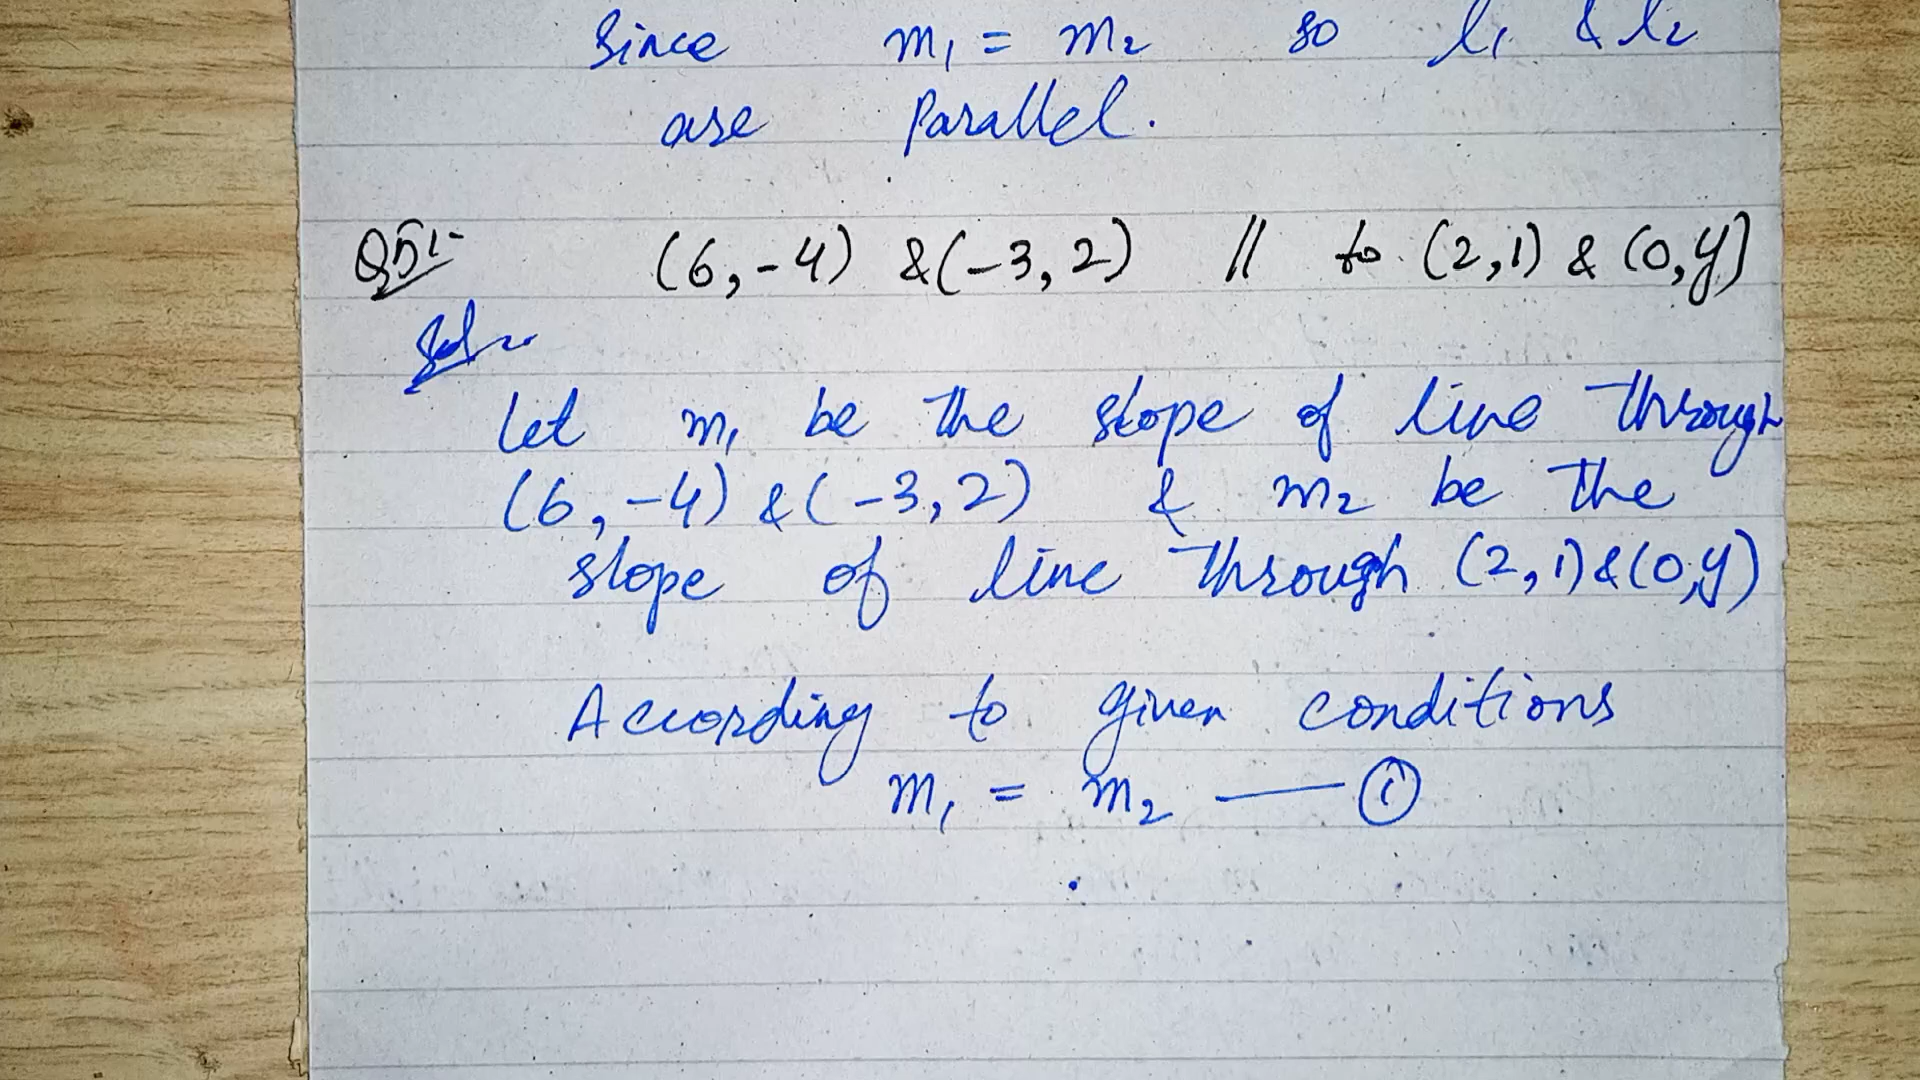 Since m₁ = m₂ so l₁ & l₂
are Parallel.
Q5:- (6,-4) &(-3,2) // to (2,1) & (0,y)
Sol:-
Let m₁ be the slope of line through
(6,-4) &(-3,2) & m₂ be the
slope of line through (2,1)&(0,y)
According to given conditions
m₁ = m₂ — ①